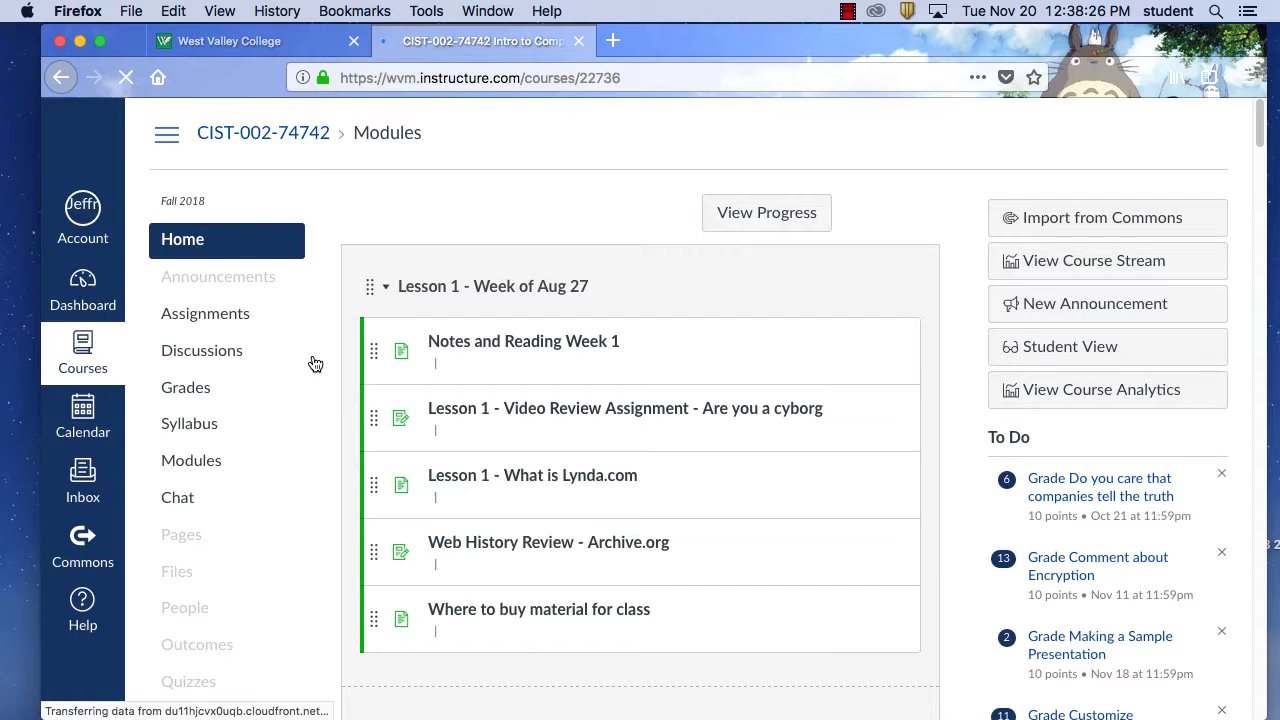 Firefox File Edit View History Bookmarks Tools Window Help Tue Nov 20 12:38:26 PM student
West Valley College
CIST-002-74742 Intro to Comp
https://wvm.instructure.com/courses/22736
CIST-002-74742 > Modules
Jeffr
Account
Dashboard
Courses
Calendar
Inbox
Commons
Help
Fall 2018
Home
Announcements
Assignments
Discussions
Grades
Syllabus
Modules
Chat
Pages
Files
People
Outcomes
Quizzes
View Progress
Lesson 1 - Week of Aug 27
Notes and Reading Week 1
|
Lesson 1 - Video Review Assignment - Are you a cyborg
|
Lesson 1 - What is Lynda.com
|
Web History Review - Archive.org
|
Where to buy material for class
|
Import from Commons
View Course Stream
New Announcement
Student View
View Course Analytics
To Do
6 Grade Do you care that
companies tell the truth
10 points • Oct 21 at 11:59pm
13 Grade Comment about
Encryption
10 points • Nov 11 at 11:59pm
2 Grade Making a Sample
Presentation
10 points • Nov 18 at 11:59pm
11 Grade Customize
Transferring data from du11hjcvx0uqb.cloudfront.net...